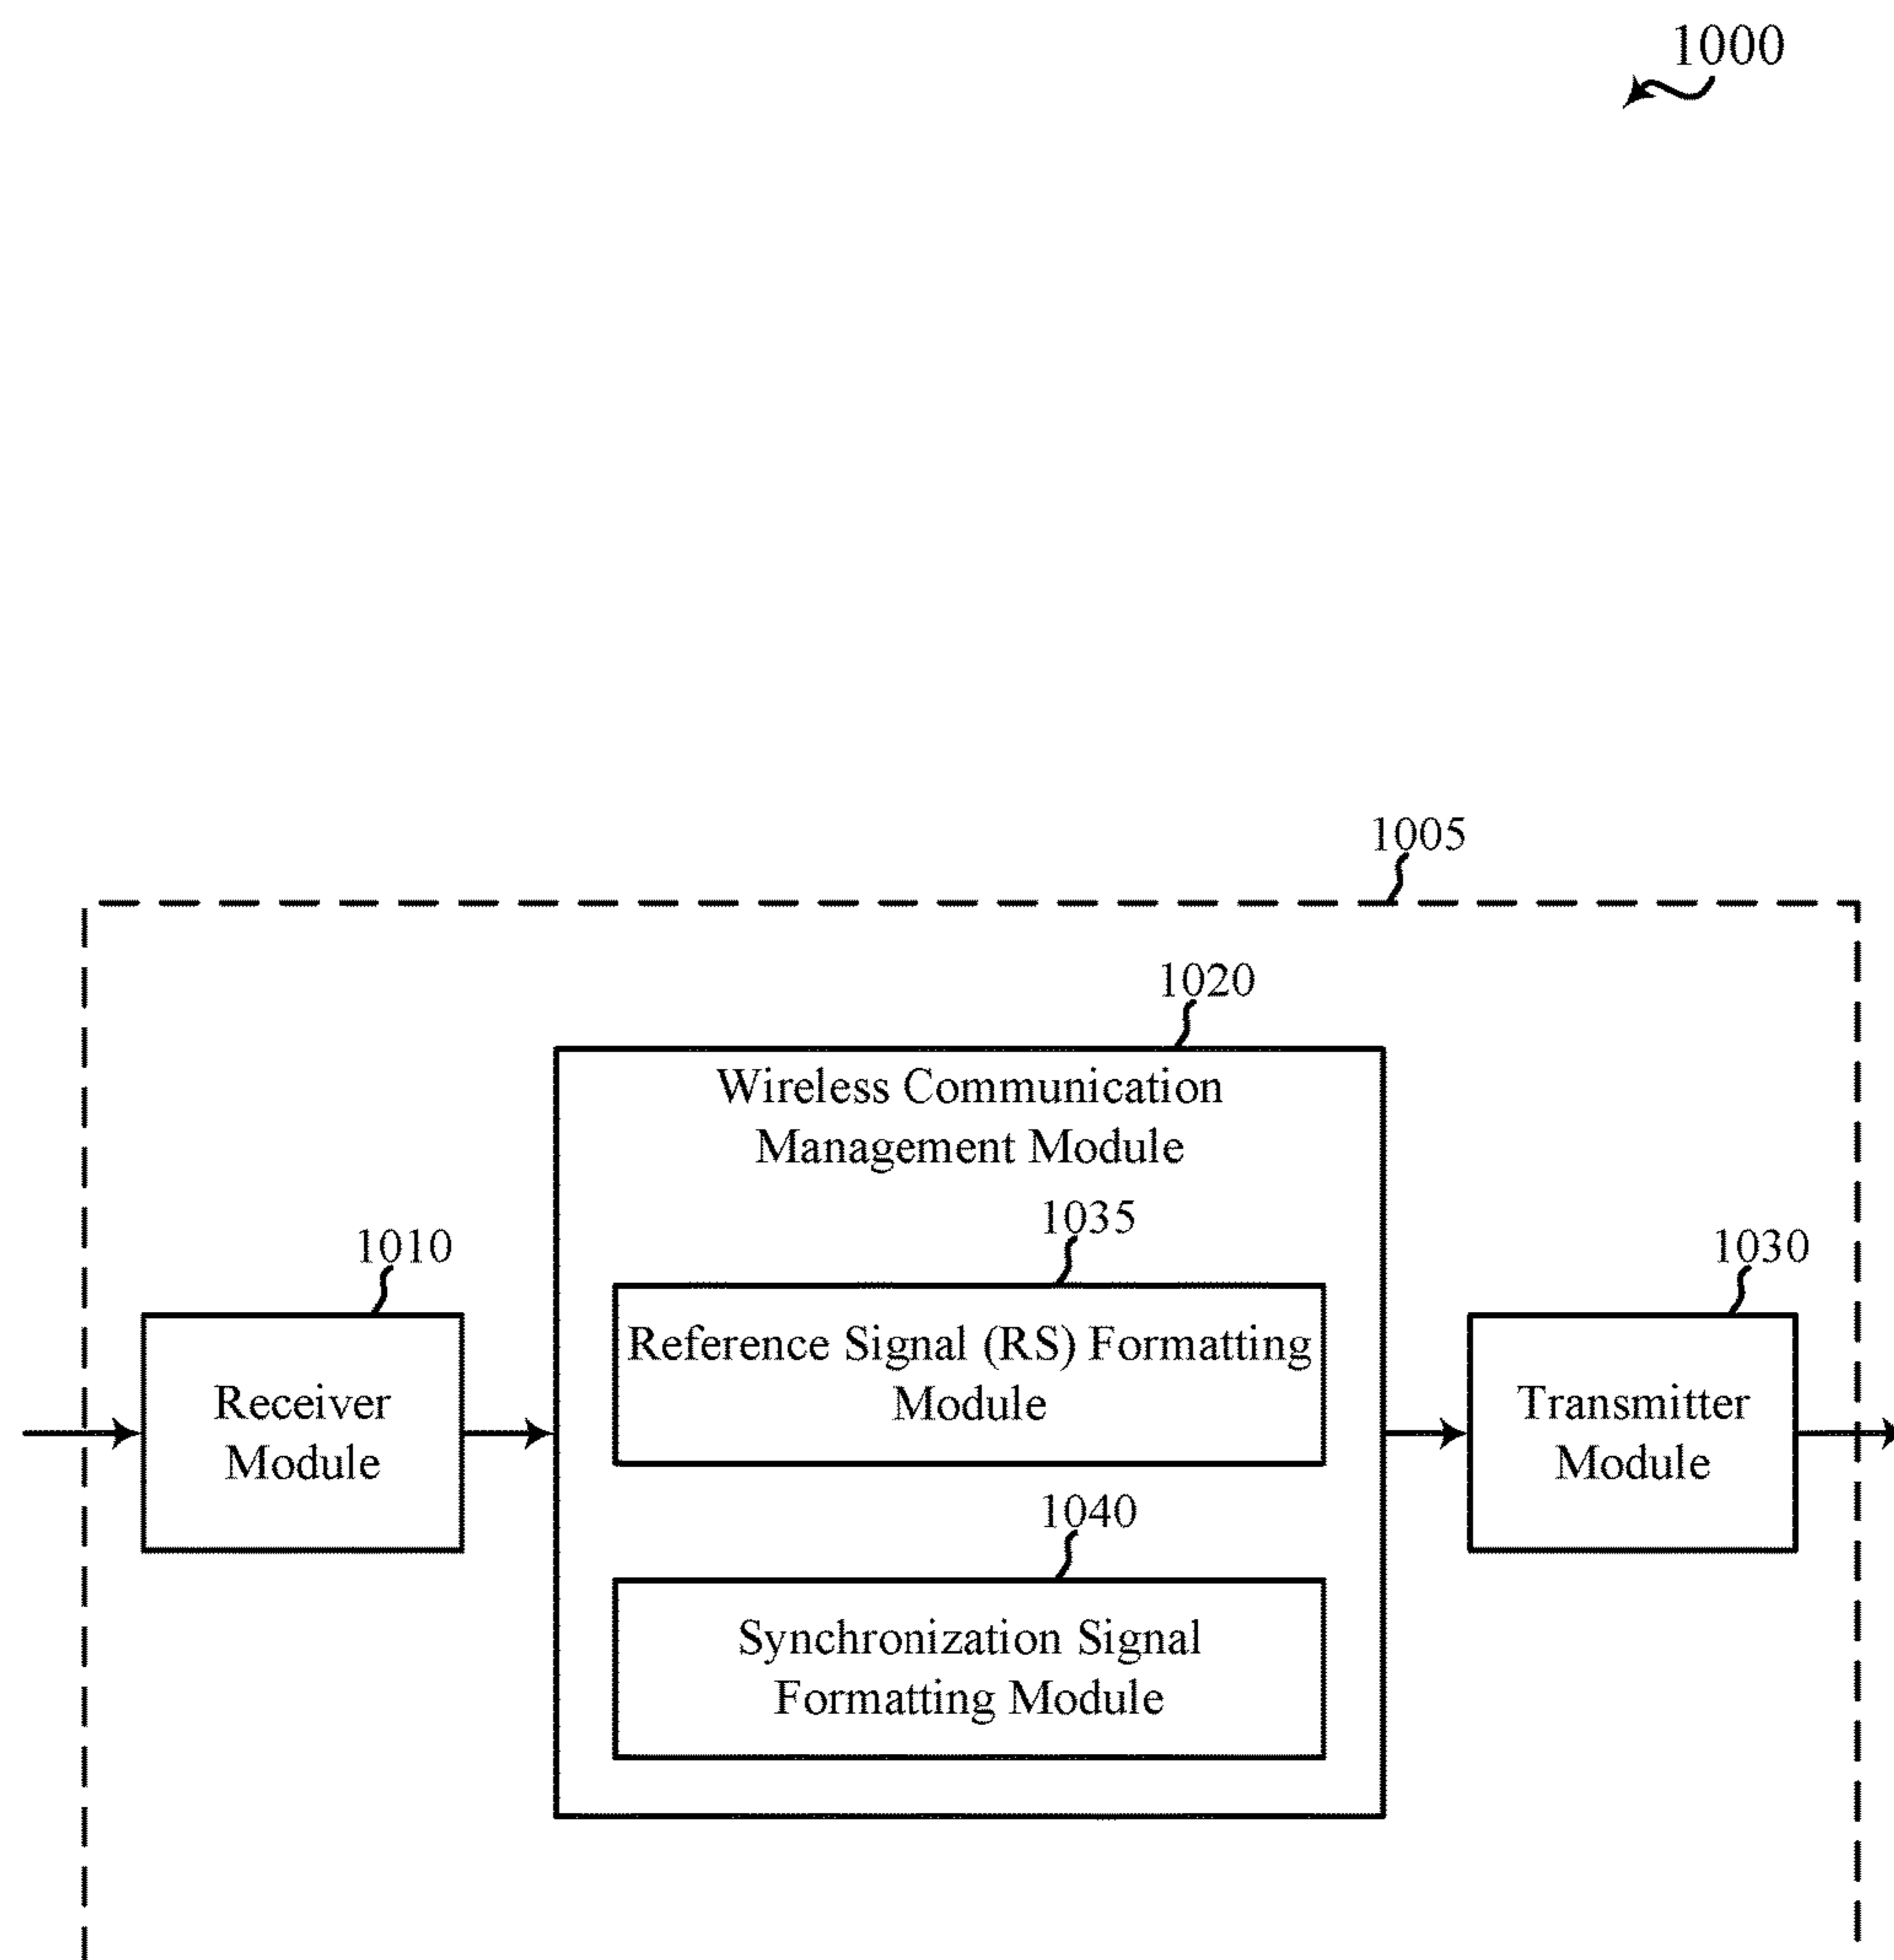 1000
1005
1020
Wireless Communication
Management Module
1010
1035
1030
Receiver
Module
Reference Signal (RS) Formatting
Module
Transmitter
Module
1040
Synchronization Signal
Formatting Module